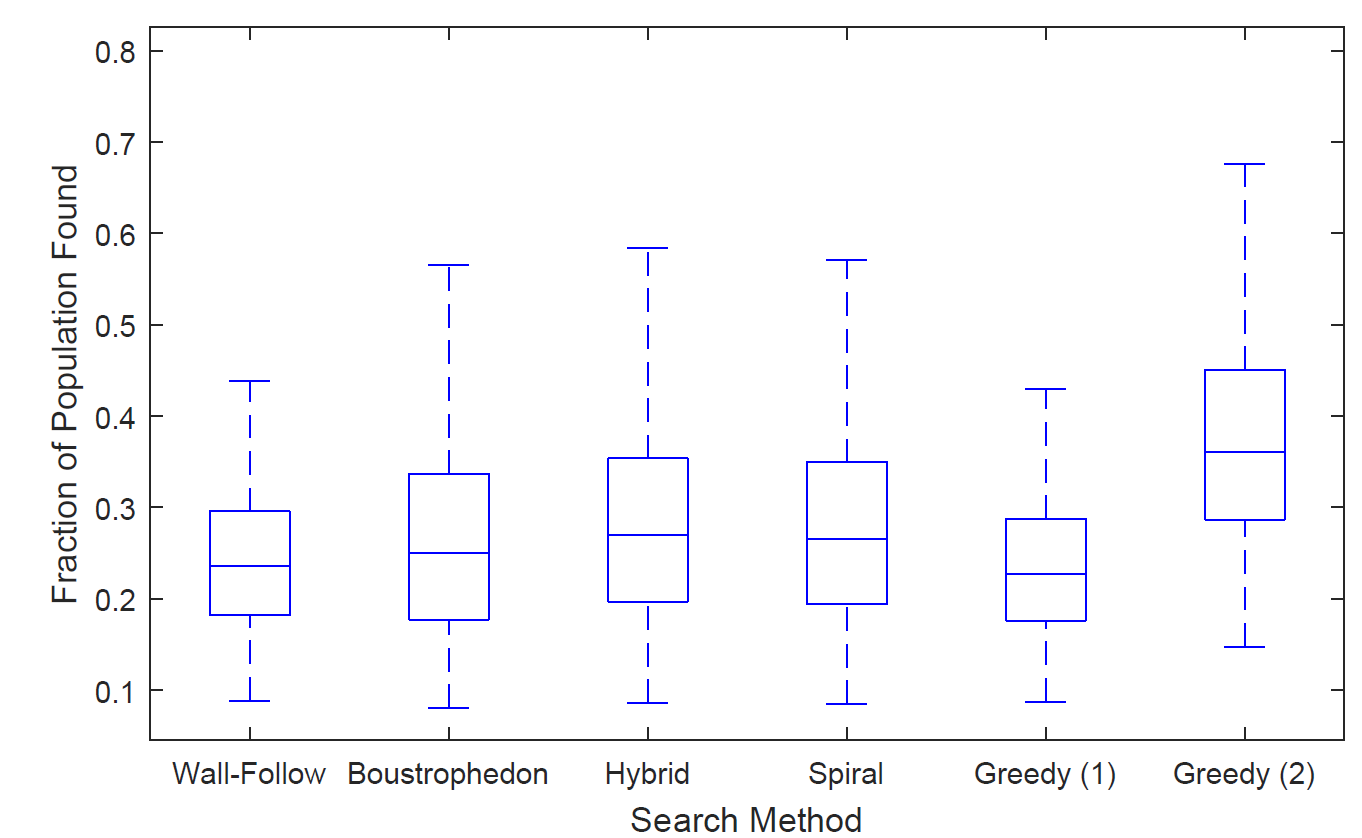 0.8
0.7
0.6
0.5
0.4
0.3
0.2
0.1
Fraction of Population Found
Wall-Follow Boustrophedon Hybrid Spiral Greedy (1) Greedy (2)
Search Method